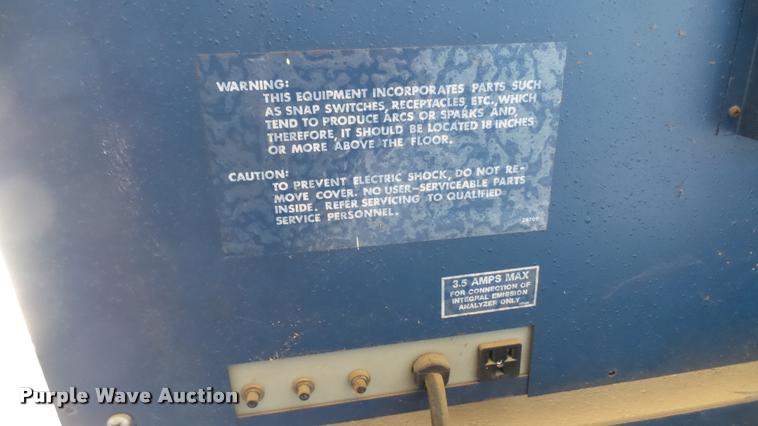 WARNING:
THIS EQUIPMENT INCORPORATES PARTS SUCH
AS SNAP SWITCHES, RECEPTACLES, ETC., WHICH
TEND TO PRODUCE ARCS OR SPARKS AND,
THEREFORE, IT SHOULD BE LOCATED 18 INCHES
OR MORE ABOVE THE FLOOR.
CAUTION:
TO PREVENT ELECTRIC SHOCK, DO NOT RE-
MOVE COVER. NO USER-SERVICEABLE PARTS
INSIDE. REFER SERVICING TO QUALIFIED
SERVICE PERSONNEL.
3.5 AMPS MAX
FOR CONNECTION OF
INTEGRAL EMISSION
ANALYZER ONLY
Purple Wave Auction